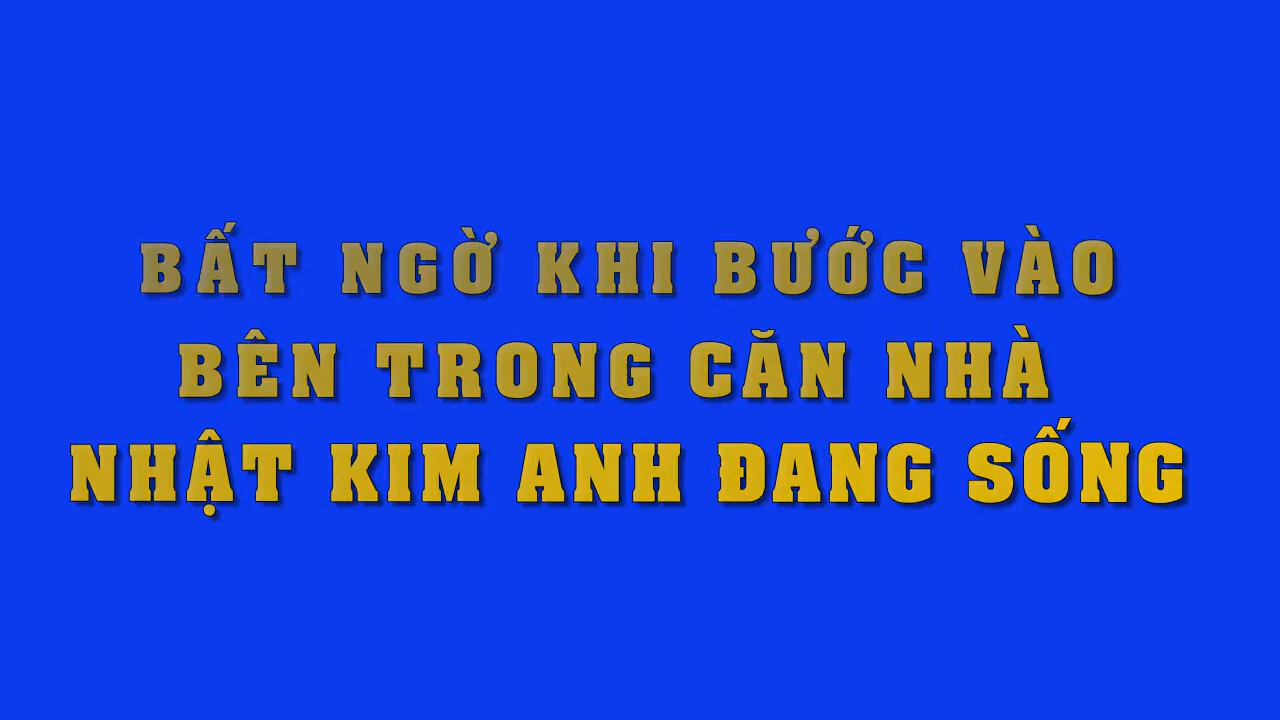 BẤT NGỜ KHI BƯỚC VÀO
BÊN TRONG CĂN NHÀ
NHẬT KIM ANH ĐANG SỐNG